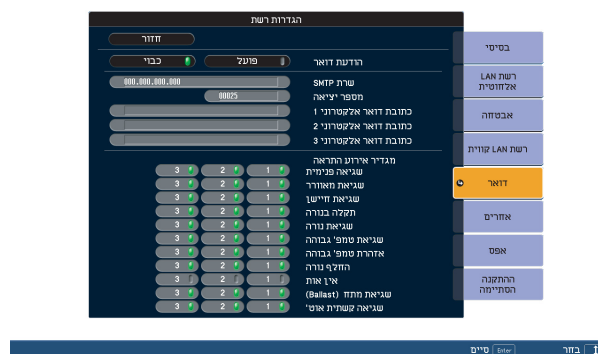 הגדרות רשת
חזור
הודעת דואר
פועל
כבוי
שרת SMTP
000.000.000.000
מספר יציאה
00025
כתובת דואר אלקטרוני 1
כתובת דואר אלקטרוני 2
כתובת דואר אלקטרוני 3
מגדיר אירוע התראה
שגיאה פנימית 1 2 3
שגיאת מאוורר 1 2 3
שגיאת חיישן 1 2 3
תקלה בנורה 1 2 3
שגיאת נורה 1 2 3
שגיאת טמפ' גבוהה 1 2 3
אזהרת טמפ' גבוהה 1 2 3
החלף נורה 1 2 3
אין אות 1 2 3
שגיאת מתח (Ballast) 1 2 3
שגיאה קשתית אוט' 1 2 3
בסיסי
רשת LAN
אלחוטית
אבטחה
רשת LAN קווית
דואר
אחרים
אפס
ההתקנה
הסתיימה
בחר
Enter סיים